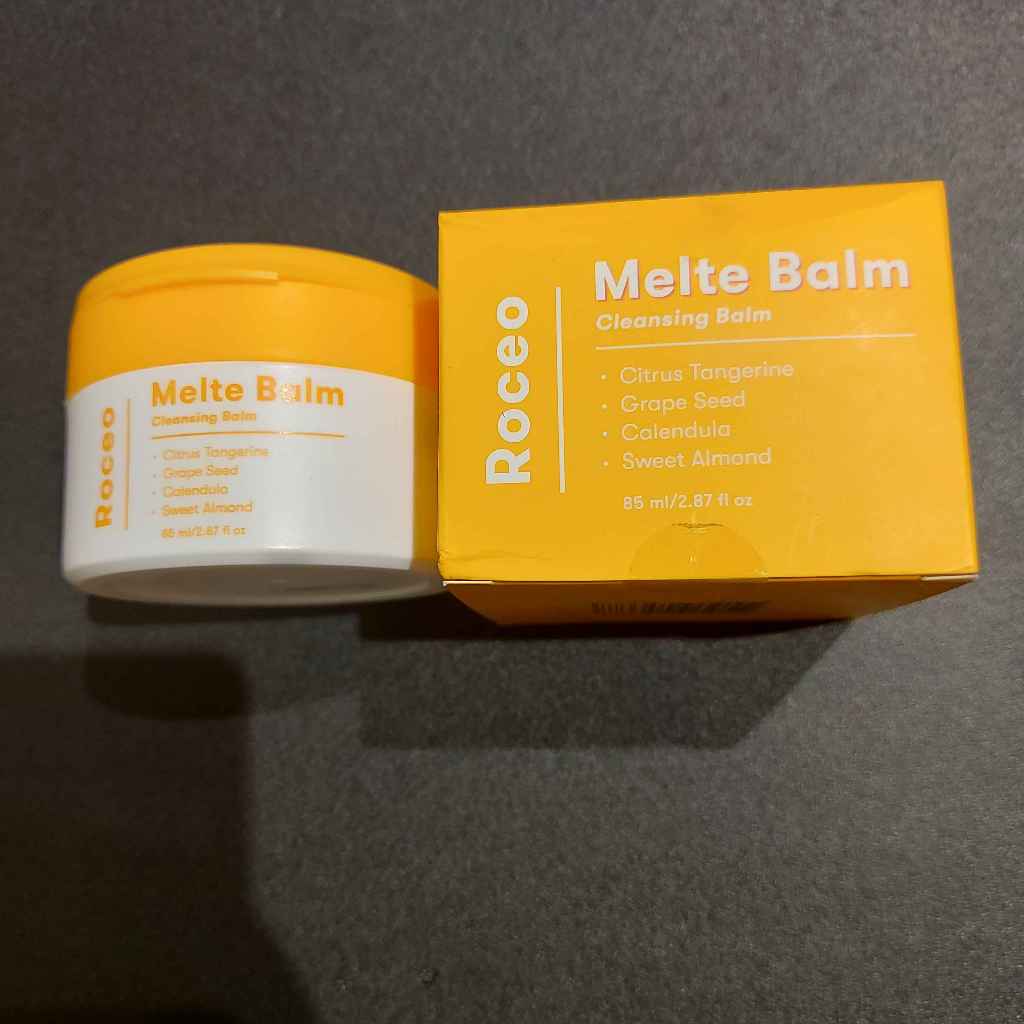 Roceo
Melte Balm
Cleansing Balm
• Citrus Tangerine
• Grape Seed
• Calendula
• Sweet Almond
85 ml/2.87 fl oz
Roceo
Melte Balm
Cleansing Balm
• Citrus Tangerine
• Grape Seed
• Calendula
• Sweet Almond
85 ml/2.87 fl oz